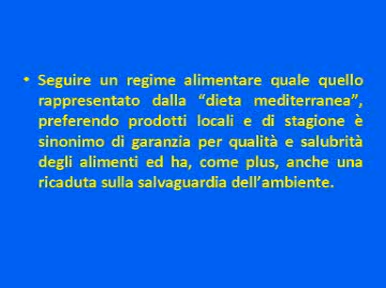 • Seguire un regime alimentare quale quello
rappresentato dalla “dieta mediterranea”,
preferendo prodotti locali e di stagione è
sinonimo di garanzia per qualità e salubrità
degli alimenti ed ha, come plus, anche una
ricaduta sulla salvaguardia dell’ambiente.